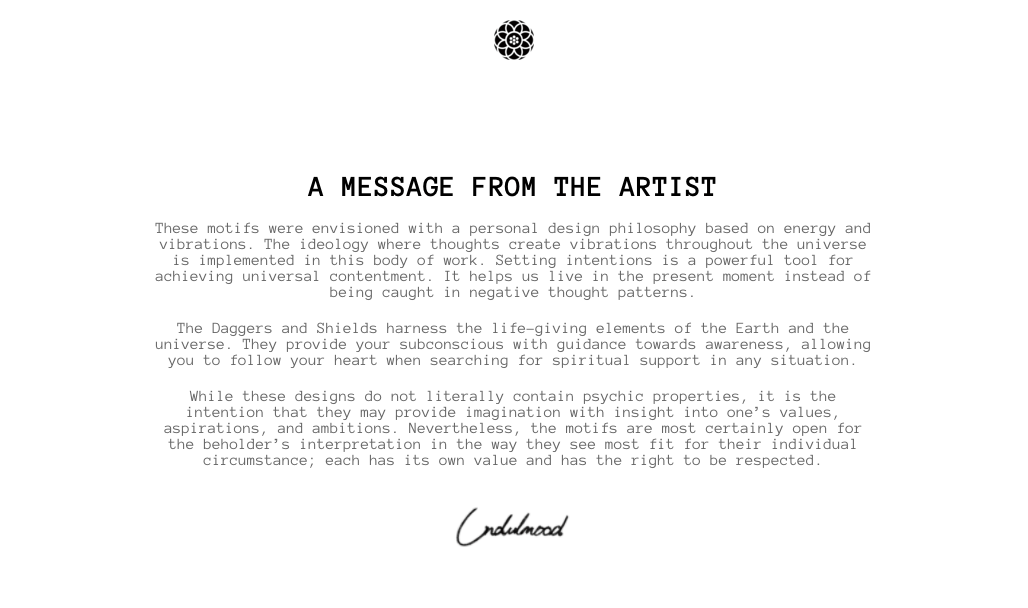 A MESSAGE FROM THE ARTIST
These motifs were envisioned with a personal design philosophy based on energy and
vibrations. The ideology where thoughts create vibrations throughout the universe
is implemented in this body of work. Setting intentions is a powerful tool for
achieving universal contentment. It helps us live in the present moment instead of
being caught in negative thought patterns.
The Daggers and Shields harness the life-giving elements of the Earth and the
universe. They provide your subconscious with guidance towards awareness, allowing
you to follow your heart when searching for spiritual support in any situation.
While these designs do not literally contain psychic properties, it is the
intention that they may provide imagination with insight into one's values,
aspirations, and ambitions. Nevertheless, the motifs are most certainly open for
the beholder's interpretation in the way they see most fit for their individual
circumstance; each has its own value and has the right to be respected.